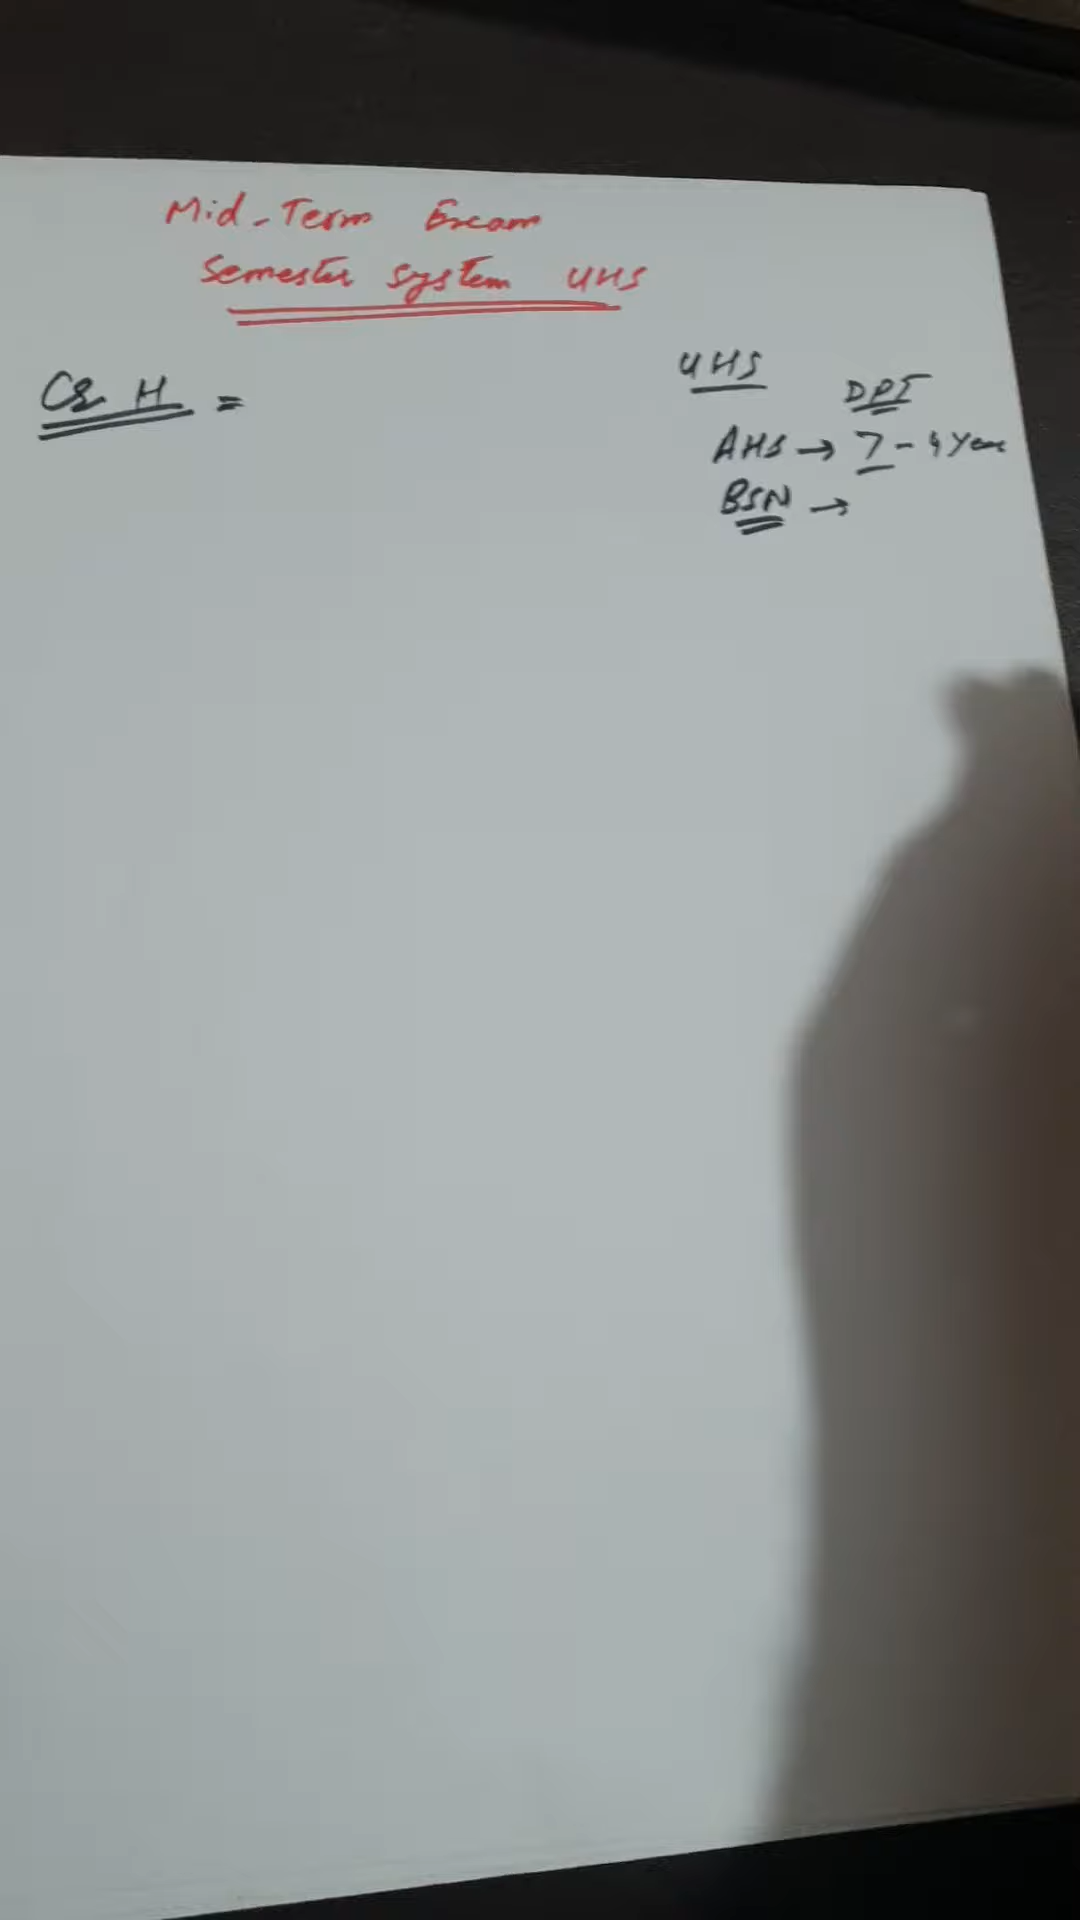 Mid-Term Exam
Semester system UHS
Cr H =
UHS
DPT
AHS → 7 - 4 Year
BSN →